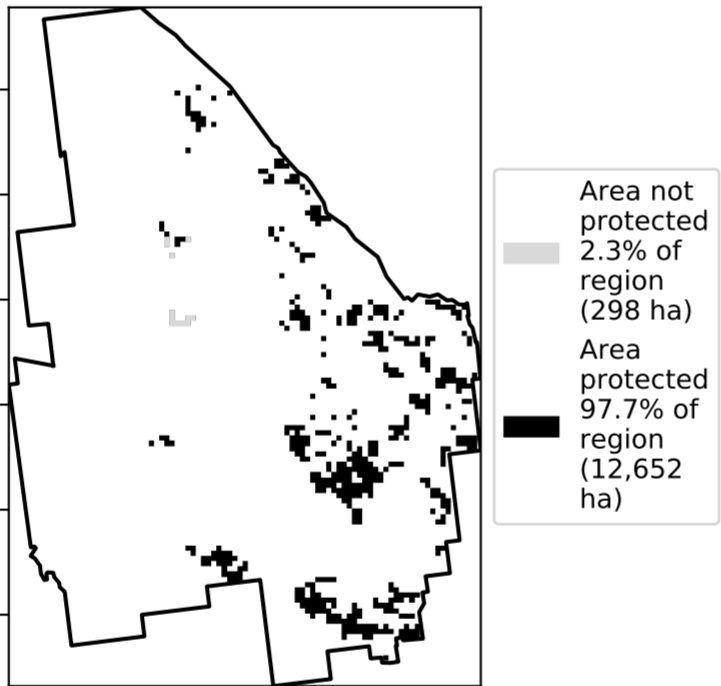 Area not
protected
2.3% of
region
(298 ha)
Area
protected
97.7% of
region
(12,652
ha)